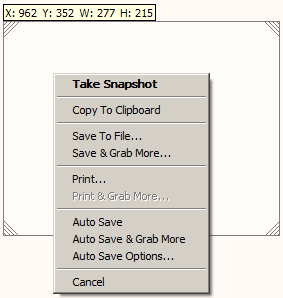 X: 962 Y: 352 W: 277 H: 215
Take Snapshot
Copy To Clipboard
Save To File...
Save & Grab More...
Print...
Print & Grab More...
Auto Save
Auto Save & Grab More
Auto Save Options...
Cancel